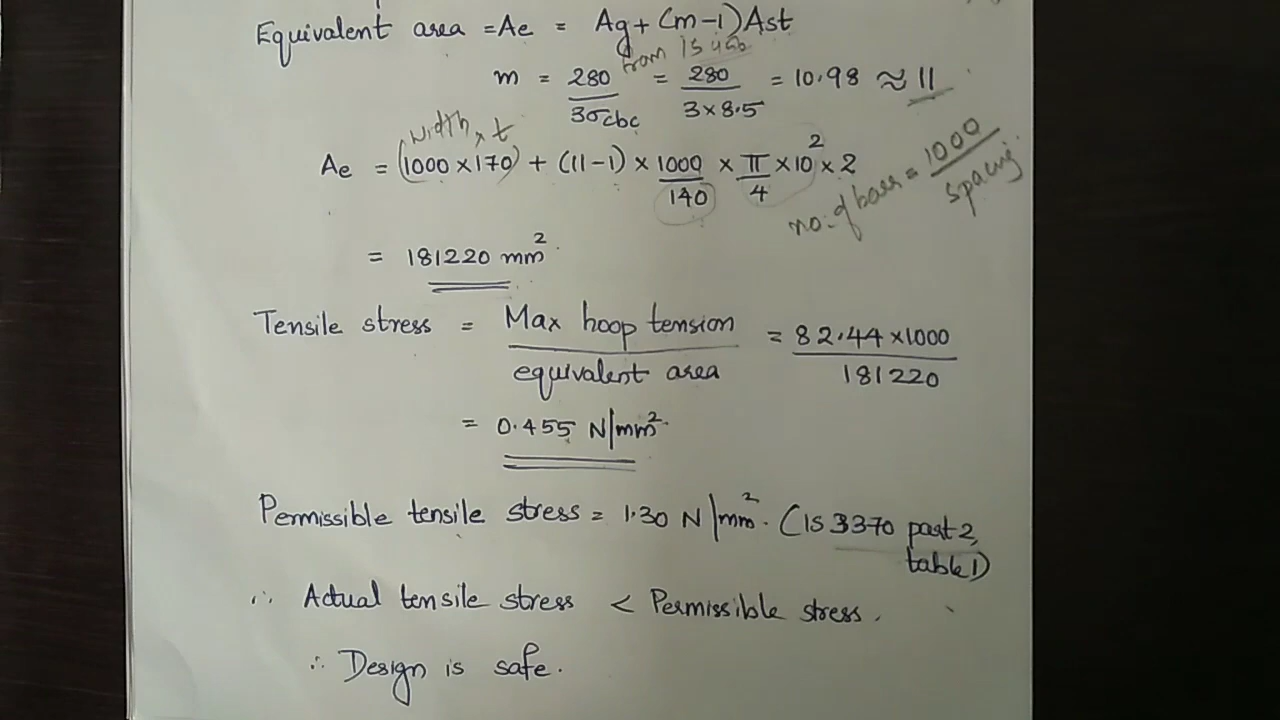 Equivalent area = Ae = Ag + (m-1) Ast
from IS 456
m = 280 / 3σcbc = 280 / 3×8.5 = 10.98 ≈ 11
width × t
Ae = (1000 × 170) + (11-1) × 1000/140 × π/4 × 10² × 2
no. of bars = 1000 / spacing
= 181220 mm²
Tensile stress = Max hoop tension / equivalent area = 82.44 × 1000 / 181220
= 0.455 N/mm²
Permissible tensile stress = 1.30 N/mm². (IS 3370 part 2,
table 1)
∴ Actual tensile stress < Permissible stress.
∴ Design is safe.